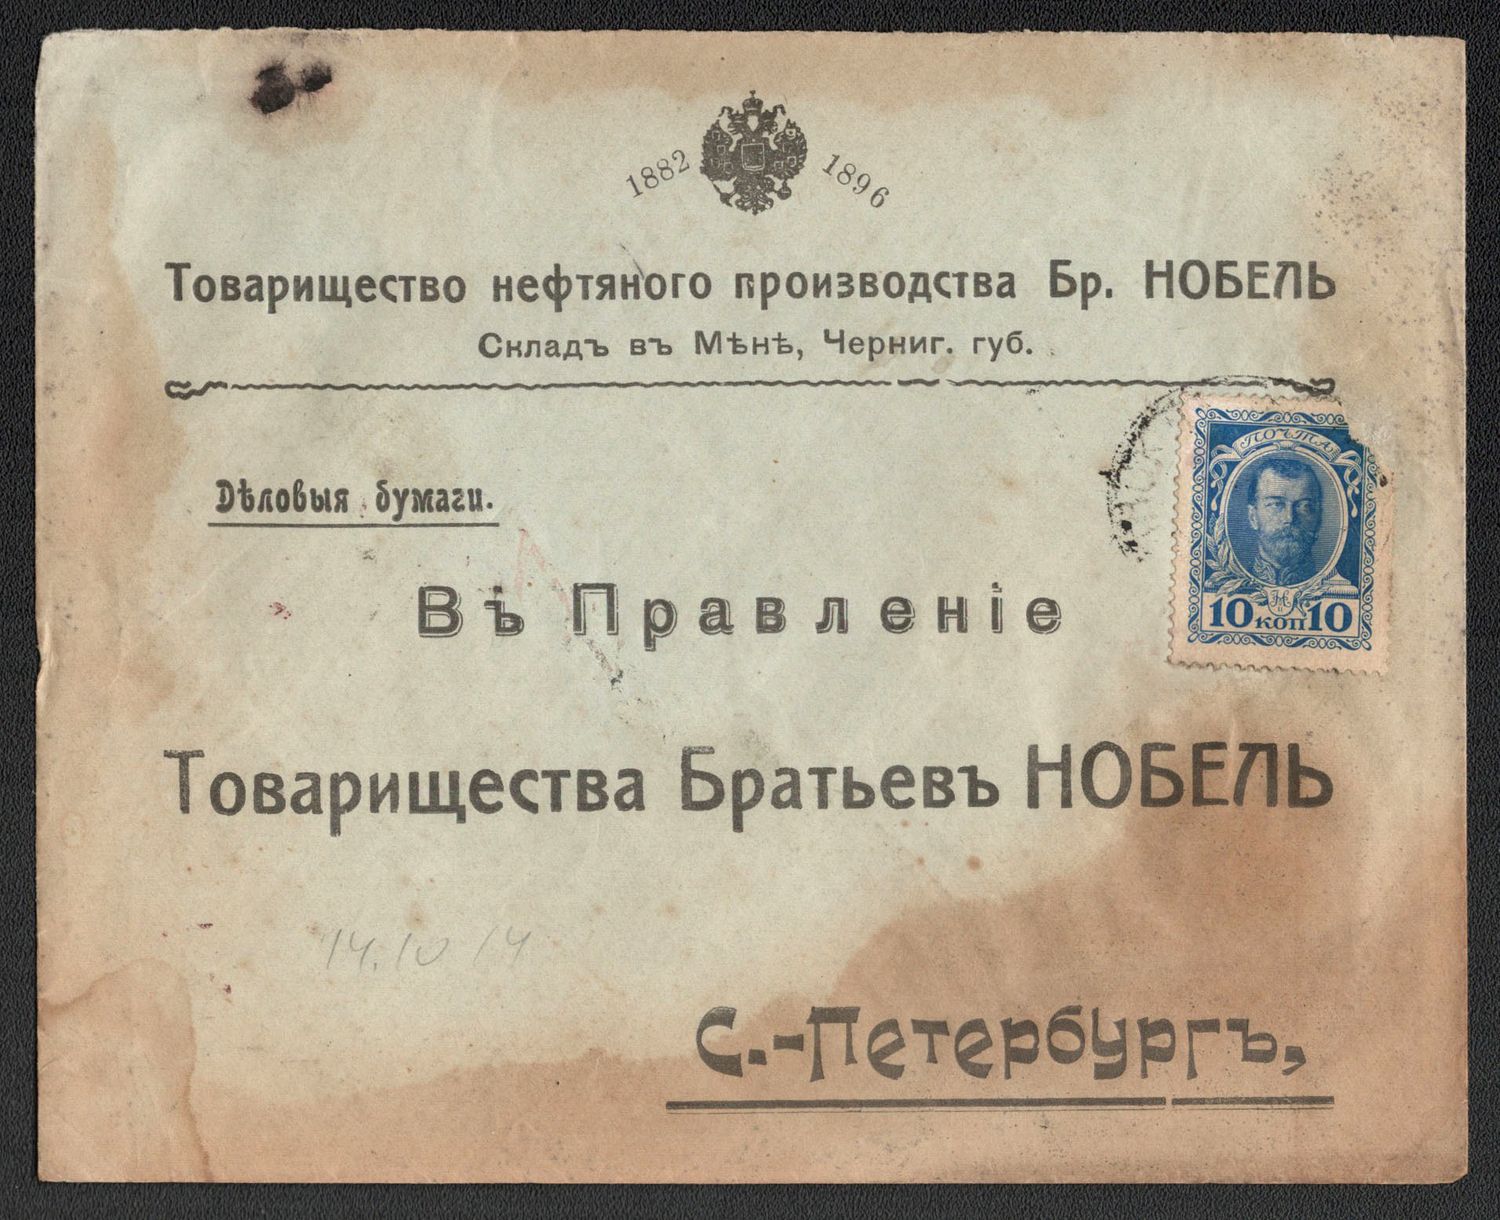 1882 1896
Товарищество нефтяного производства Бр. НОБЕЛЬ
Складъ въ Мѣнѣ, Черниг. губ.
Дѣловыя бумаги.
ПОЧТА
10 КОП 10
Въ Правленіе
Товарищества Братьевъ НОБЕЛЬ
14.10 14
С.-Петербургъ,